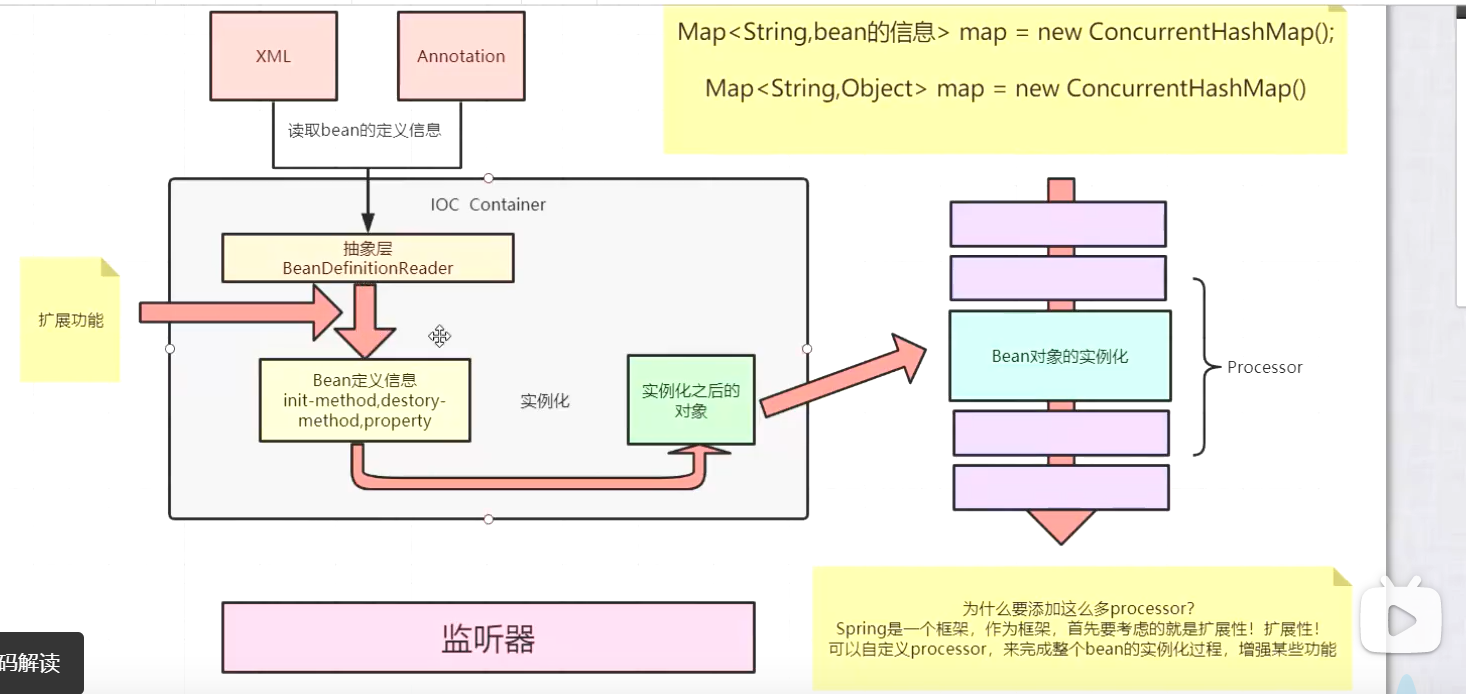 XML
Annotation
读取bean的定义信息
Map<String,bean的信息> map = new ConcurrentHashMap();
Map<String,Object> map = new ConcurrentHashMap()
IOC Container
抽象层
BeanDefinitionReader
扩展功能
Bean定义信息
init-method,destory-
method,property
实例化
实例化之后的
对象
Bean对象的实例化
Processor
监听器
为什么要添加这么多processor?
Spring是一个框架，作为框架，首先要考虑的就是扩展性！扩展性！
可以自定义processor，来完成整个bean的实例化过程，增强某些功能
码解读